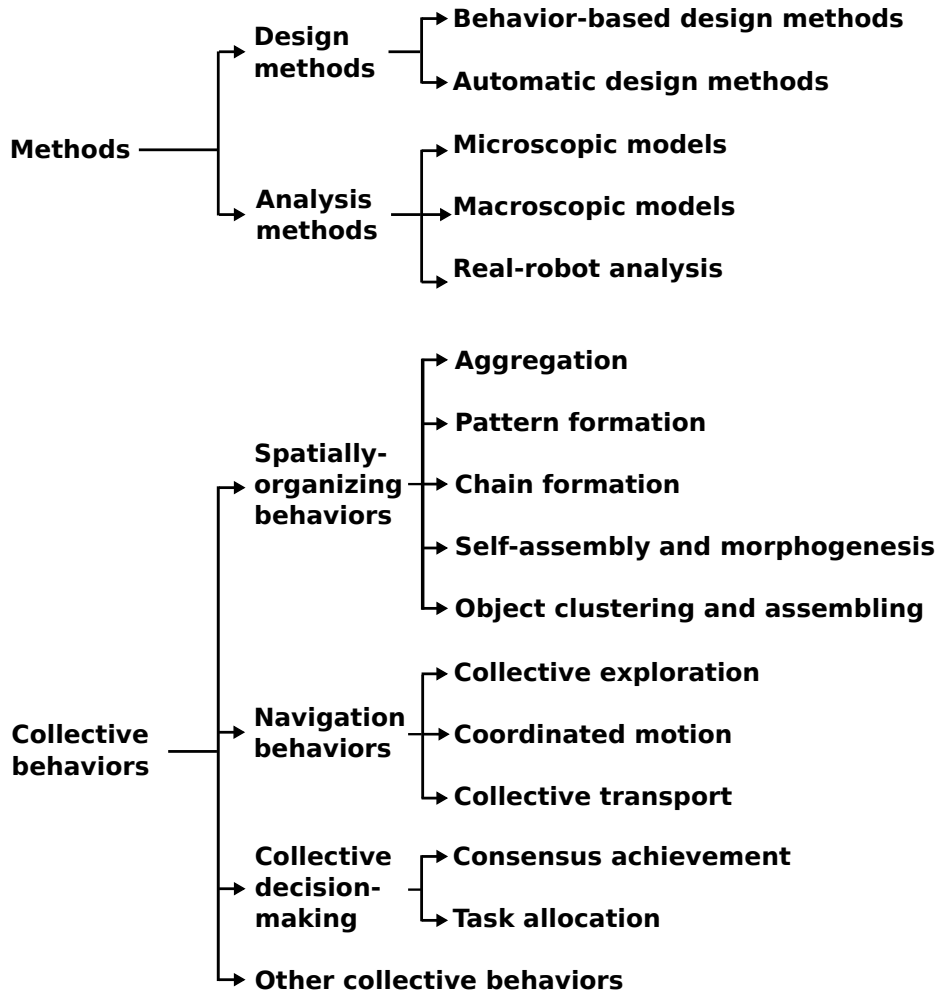 Methods
Design
methods
Behavior-based design methods
Automatic design methods
Analysis
methods
Microscopic models
Macroscopic models
Real-robot analysis
Collective
behaviors
Spatially-
organizing
behaviors
Aggregation
Pattern formation
Chain formation
Self-assembly and morphogenesis
Object clustering and assembling
Navigation
behaviors
Collective exploration
Coordinated motion
Collective transport
Collective
decision-
making
Consensus achievement
Task allocation
Other collective behaviors